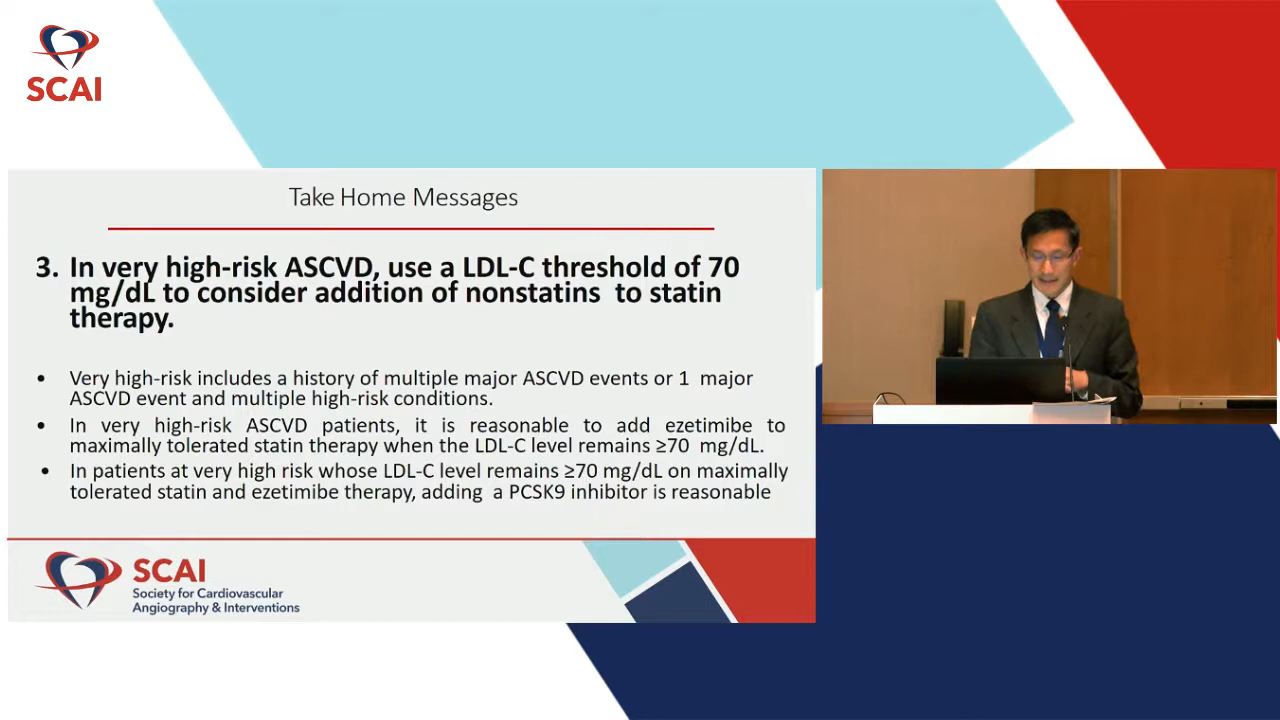 SCAI
Take Home Messages
3. In very high-risk ASCVD, use a LDL-C threshold of 70
mg/dL to consider addition of nonstatins to statin
therapy.
• Very high-risk includes a history of multiple major ASCVD events or 1 major
ASCVD event and multiple high-risk conditions.
• In very high-risk ASCVD patients, it is reasonable to add ezetimibe to
maximally tolerated statin therapy when the LDL-C level remains ≥70 mg/dL.
• In patients at very high risk whose LDL-C level remains ≥70 mg/dL on maximally
tolerated statin and ezetimibe therapy, adding a PCSK9 inhibitor is reasonable
SCAI
Society for Cardiovascular
Angiography & Interventions